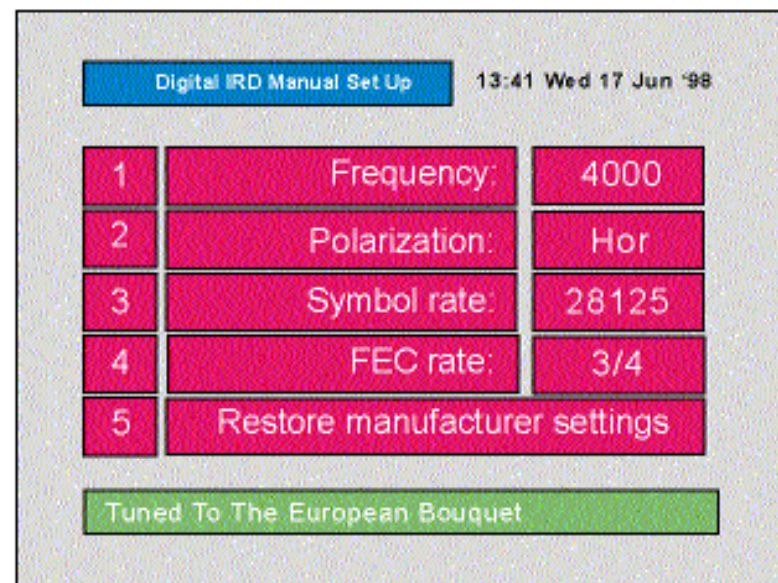 Digital IRD Manual Set Up 13:41 Wed 17 Jun '98
1 Frequency: 4000
2 Polarization: Hor
3 Symbol rate: 28125
4 FEC rate: 3/4
5 Restore manufacturer settings
Tuned To The European Bouquet